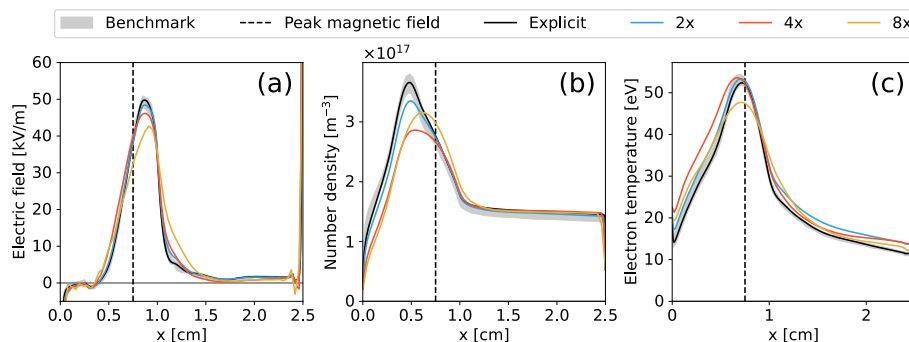 Benchmark Peak magnetic field Explicit 2x 4x 8x
×10¹⁷
(a) (b) (c)
Electric field [kV/m]
60
50
40
30
20
10
0
0.0 0.5 1.0 1.5 2.0 2.5
x [cm]
Number density [m⁻³]
3
2
1
0
0.0 0.5 1.0 1.5 2.0 2.5
x [cm]
Electron temperature [eV]
50
40
30
20
10
0
0 1 2
x [cm]